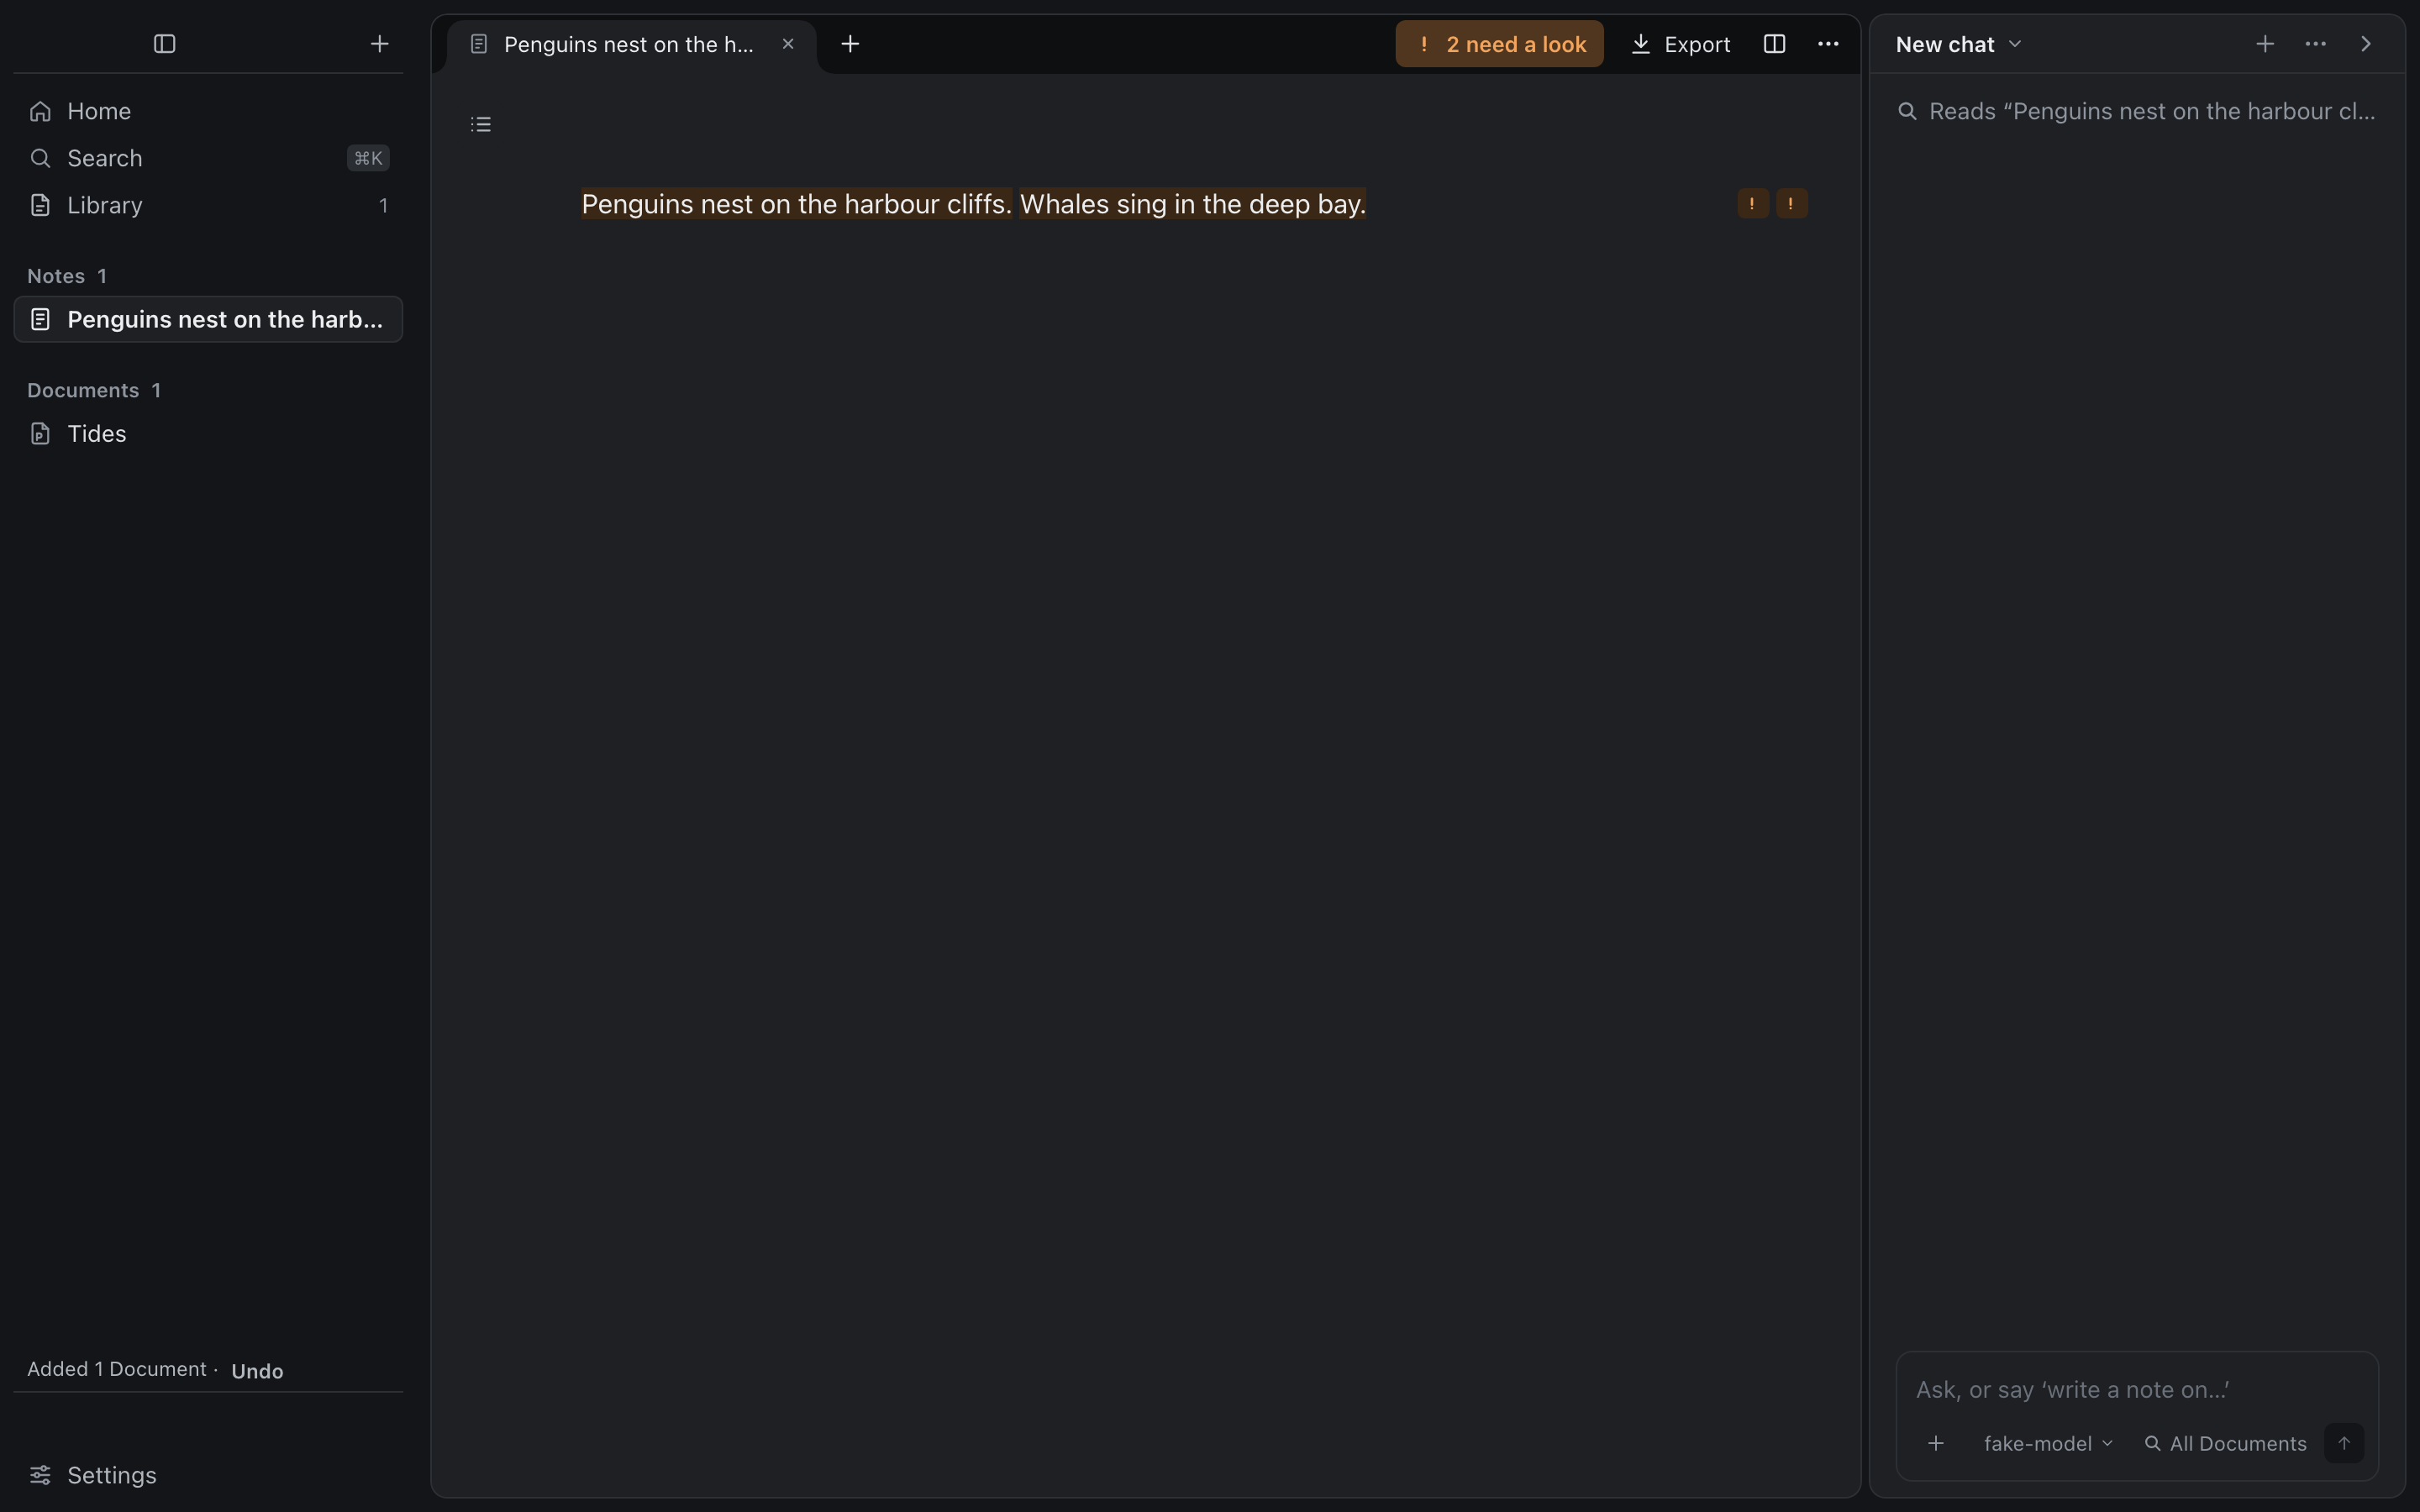 Home
Search ⌘K
Library 1
Notes 1
Penguins nest on the harb...
Documents 1
Tides
Added 1 Document · Undo
Settings
Penguins nest on the h...
! 2 need a look
Export
Penguins nest on the harbour cliffs. Whales sing in the deep bay. ! !
New chat
Reads “Penguins nest on the harbour cl...
Ask, or say ‘write a note on…’
fake-model
All Documents